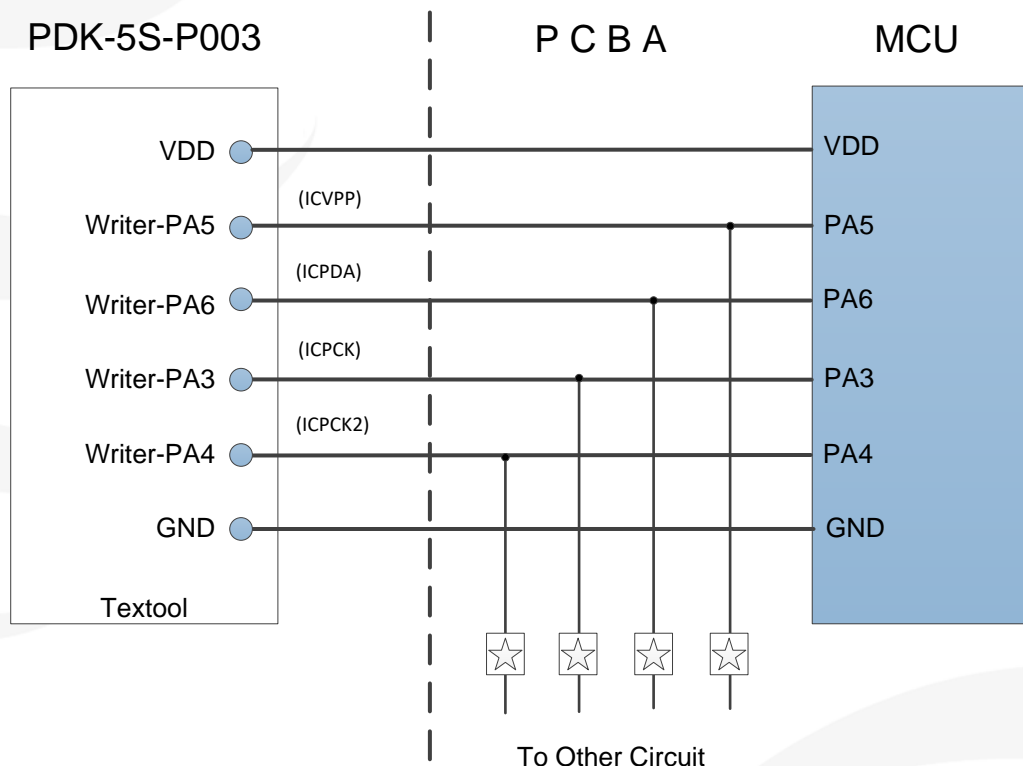 PDK-5S-P003
P C B A
MCU
VDD
VDD
(ICVPP)
Writer-PA5
PA5
(ICPDA)
Writer-PA6
PA6
(ICPCK)
Writer-PA3
PA3
(ICPCK2)
Writer-PA4
PA4
GND
GND
Textool
To Other Circuit